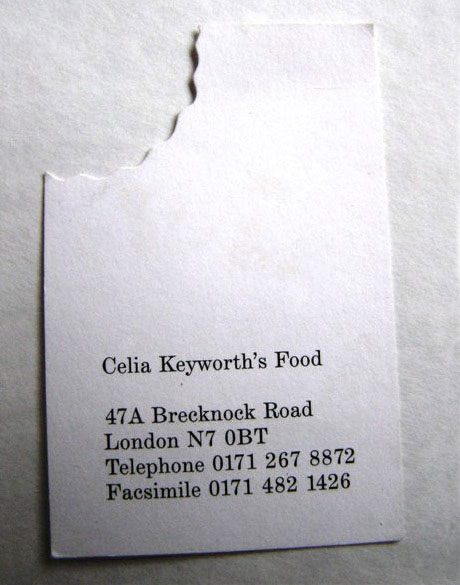 Celia Keyworth's Food
47A Brecknock Road
London N7 0BT
Telephone 0171 267 8872
Facsimile 0171 482 1426